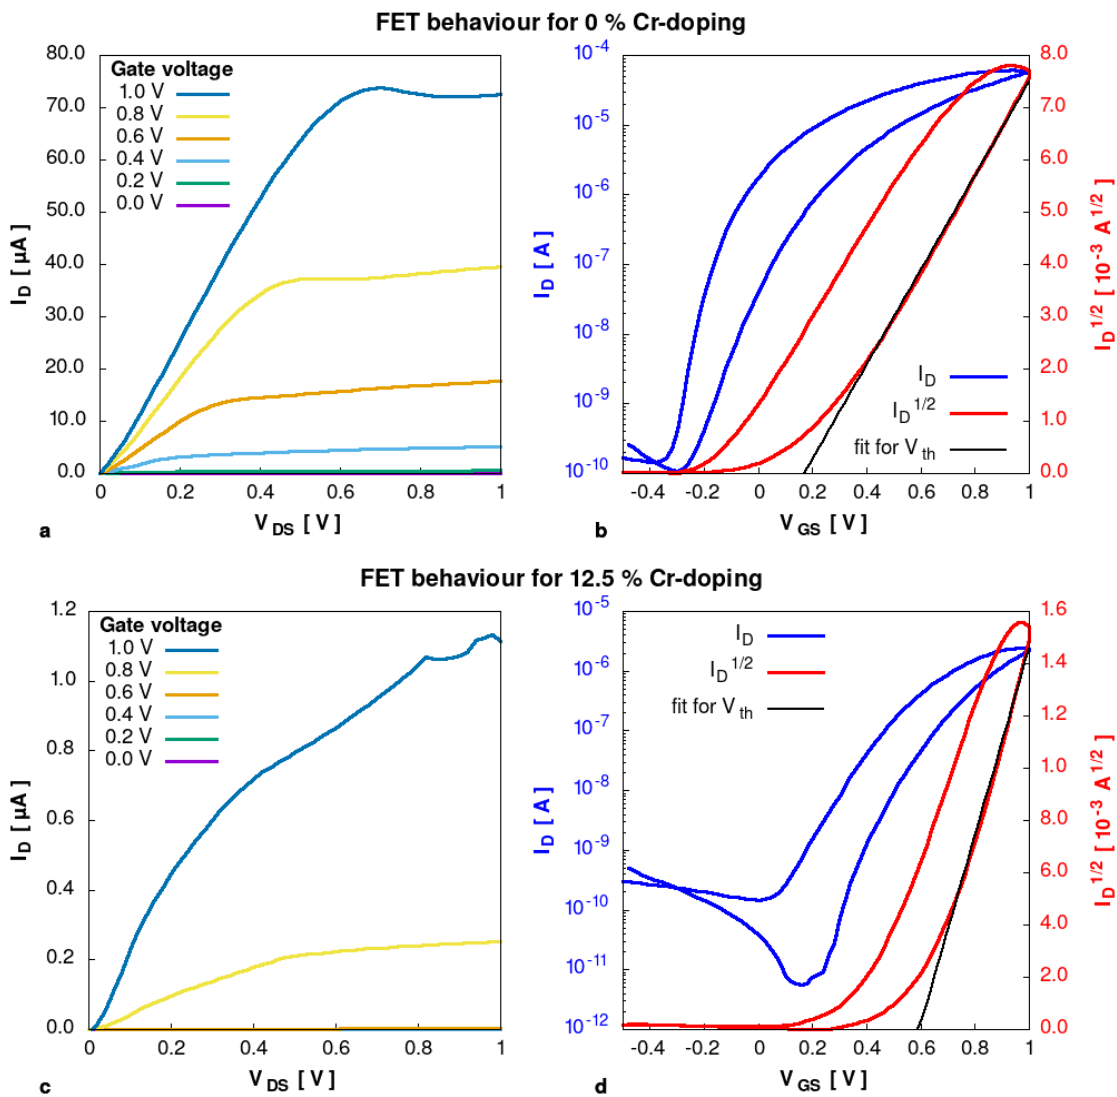 FET behaviour for 0 % Cr-doping
80.0
70.0
60.0
50.0
40.0
30.0
20.0
10.0
0.0
I_D [ µA ]
Gate voltage
1.0 V
0.8 V
0.6 V
0.4 V
0.2 V
0.0 V
0 0.2 0.4 0.6 0.8 1
V_DS [ V ]
a
10^-4
10^-5
10^-6
10^-7
10^-8
10^-9
10^-10
I_D [ A ]
8.0
7.0
6.0
5.0
4.0
3.0
2.0
1.0
0.0
I_D^1/2 [ 10^-3 A^1/2 ]
I_D
I_D^1/2
fit for V_th
-0.4 -0.2 0 0.2 0.4 0.6 0.8 1
V_GS [ V ]
b
FET behaviour for 12.5 % Cr-doping
1.2
1.0
0.8
0.6
0.4
0.2
0.0
I_D [ µA ]
Gate voltage
1.0 V
0.8 V
0.6 V
0.4 V
0.2 V
0.0 V
0 0.2 0.4 0.6 0.8 1
V_DS [ V ]
c
10^-5
10^-6
10^-7
10^-8
10^-9
10^-10
10^-11
10^-12
I_D [ A ]
1.6
1.4
1.2
1.0
8.0
6.0
4.0
2.0
0.0
I_D^1/2 [ 10^-3 A^1/2 ]
I_D
I_D^1/2
fit for V_th
-0.4 -0.2 0 0.2 0.4 0.6 0.8 1
V_GS [ V ]
d